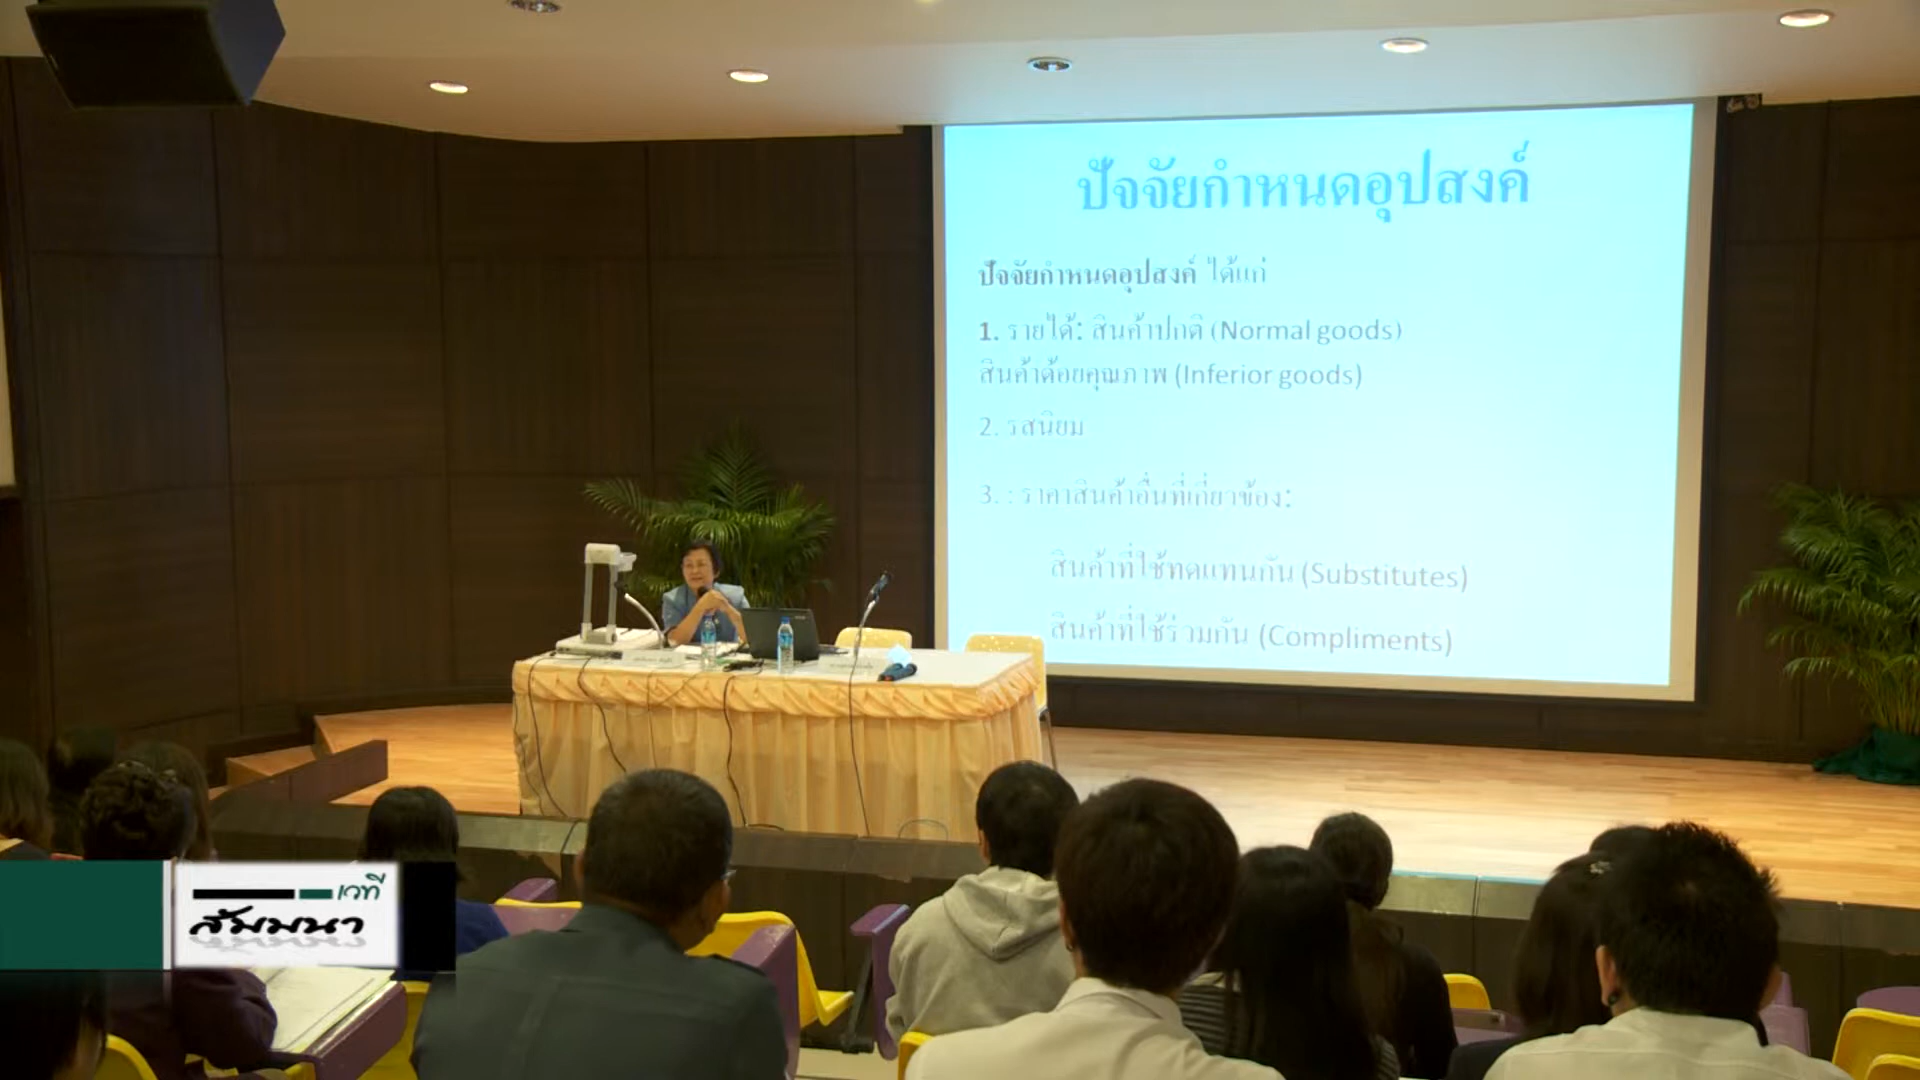 ปัจจัยกำหนดอุปสงค์
ปัจจัยกำหนดอุปสงค์ ได้แก่
1. รายได้: สินค้าปกติ (Normal goods)
สินค้าด้อยคุณภาพ (Inferior goods)
2. รสนิยม
3. : ราคาสินค้าอื่นที่เกี่ยวข้อง:
สินค้าที่ใช้ทดแทนกัน (Substitutes)
สินค้าที่ใช้ร่วมกัน (Compliments)
เวที
สัมมนา